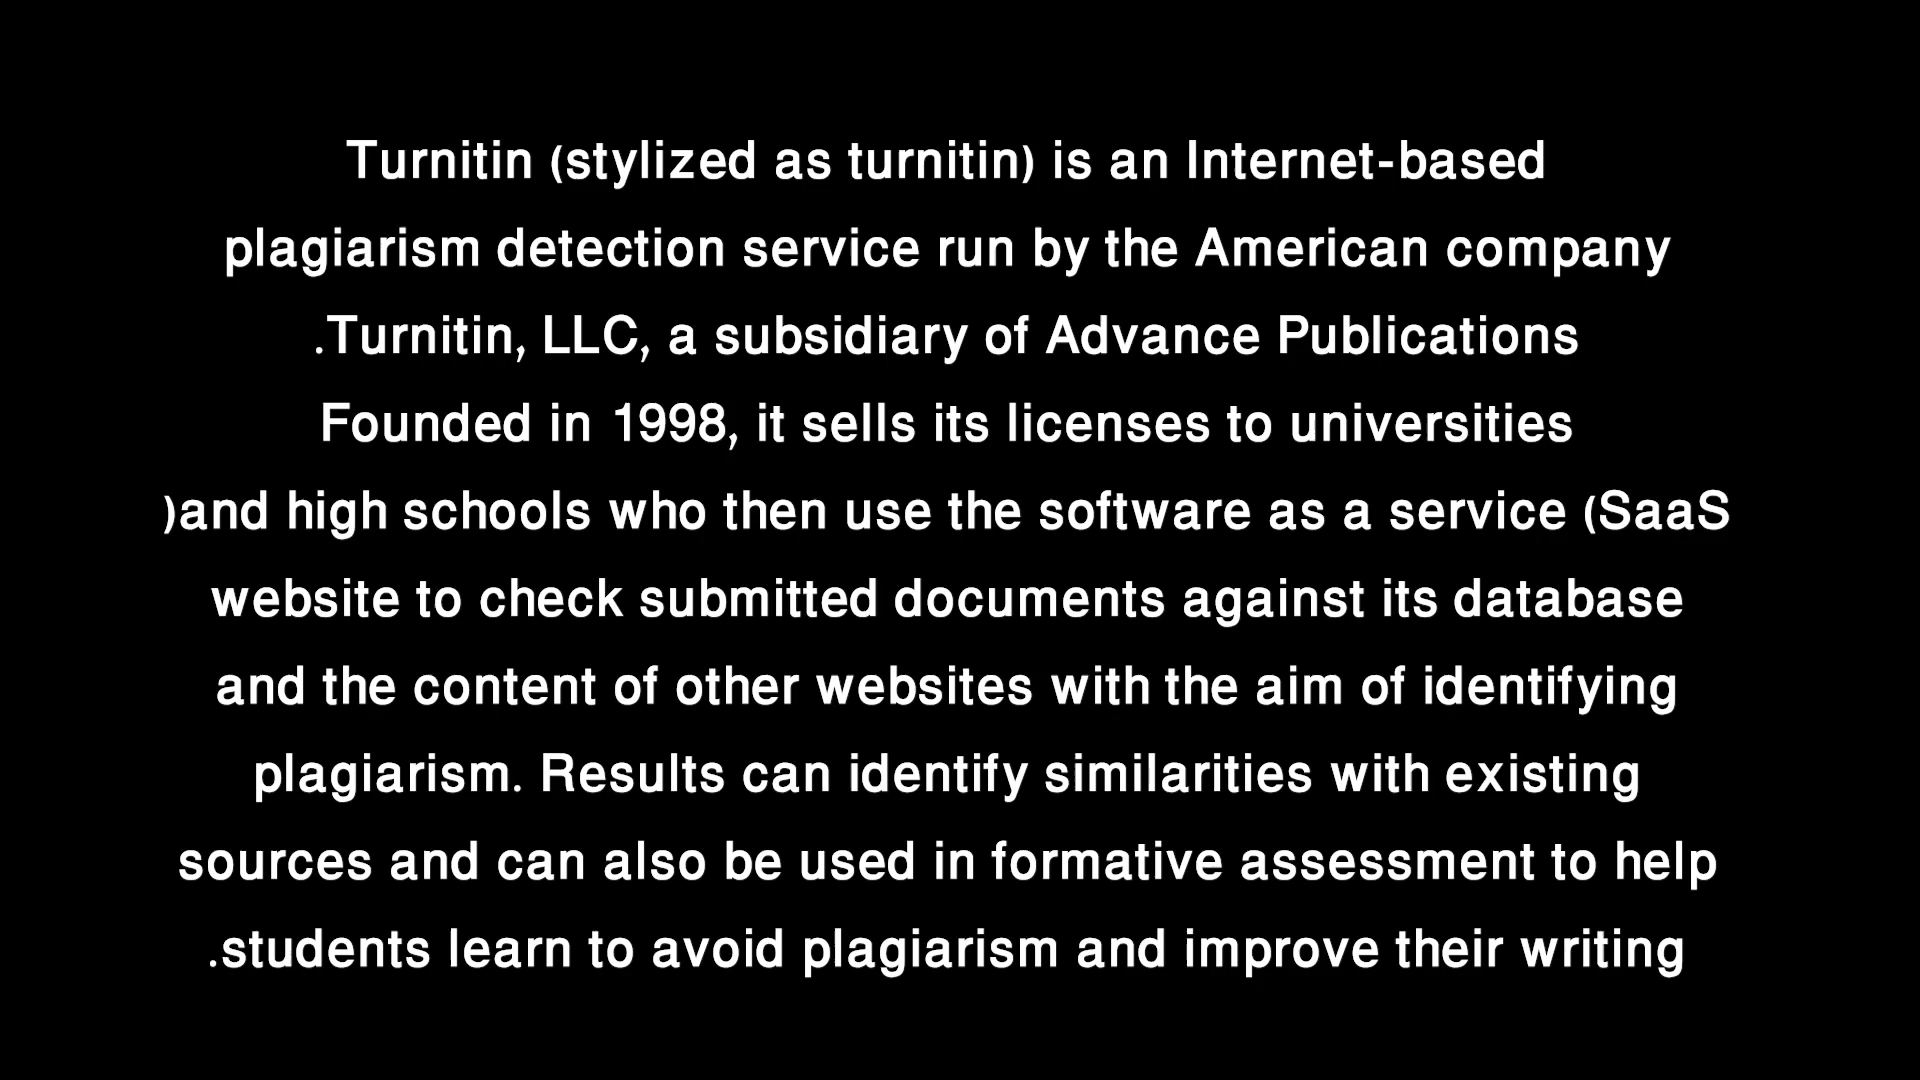 Turnitin (stylized as turnitin) is an Internet-based
plagiarism detection service run by the American company
.Turnitin, LLC, a subsidiary of Advance Publications
Founded in 1998, it sells its licenses to universities
)and high schools who then use the software as a service (SaaS
website to check submitted documents against its database
and the content of other websites with the aim of identifying
plagiarism. Results can identify similarities with existing
sources and can also be used in formative assessment to help
.students learn to avoid plagiarism and improve their writing